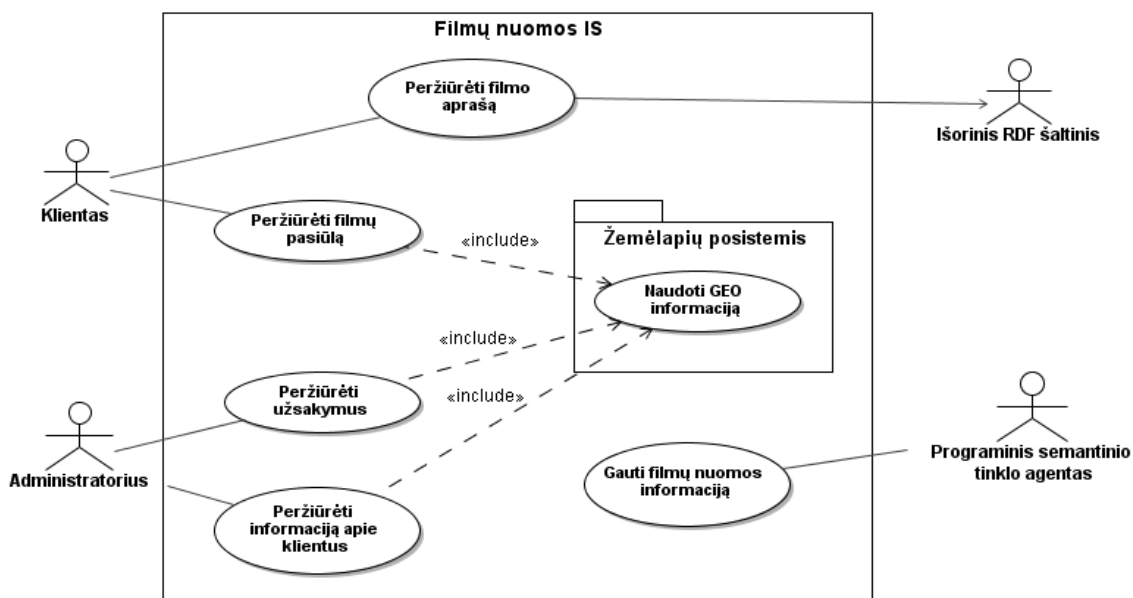 Filmų nuomos IS
Peržiūrėti filmo
aprašą
Išorinis RDF šaltinis
Klientas
Peržiūrėti filmų
pasiūlą
«include»
Žemėlapių posistemis
Naudoti GEO
informaciją
«include»
Peržiūrėti
užsakymus
«include»
Administratorius
Gauti filmų nuomos
informaciją
Programinis semantinio
tinklo agentas
Peržiūrėti
informaciją apie
klientus